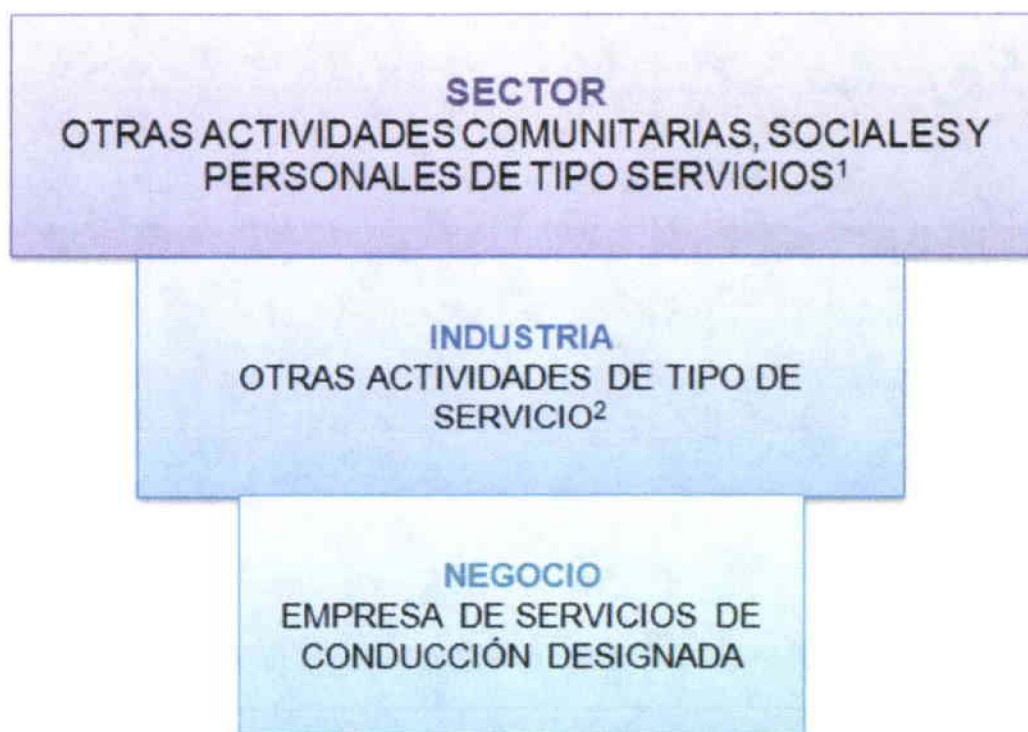 SECTOR
OTRAS ACTIVIDADES COMUNITARIAS, SOCIALES Y
PERSONALES DE TIPO SERVICIOS¹
INDUSTRIA
OTRAS ACTIVIDADES DE TIPO DE
SERVICIO²
NEGOCIO
EMPRESA DE SERVICIOS DE
CONDUCCIÓN DESIGNADA